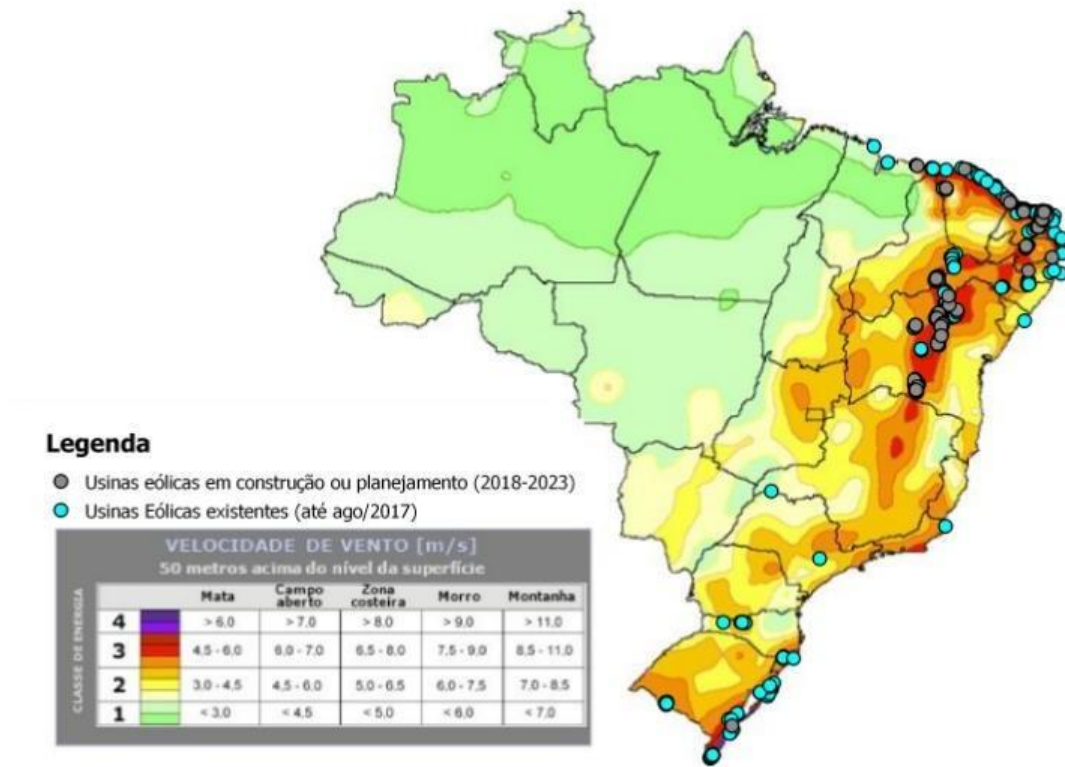 Legenda
Usinas eólicas em construção ou planejamento (2018-2023)
Usinas Eólicas existentes (até ago/2017)
VELOCIDADE DE VENTO [m/s]
50 metros acima do nível da superfície
CLASSE DE ENERGIA
Mata Campo aberto Zona costeira Morro Montanha
4 > 6,0 > 7,0 > 8,0 > 9,0 > 11,0
3 4,5 - 6,0 6,0 - 7,0 6,5 - 8,0 7,5 - 9,0 8,5 - 11,0
2 3,0 - 4,5 4,5 - 6,0 5,0 - 6,5 6,0 - 7,5 7,0 - 8,5
1 < 3,0 < 4,5 < 5,0 < 6,0 < 7,0